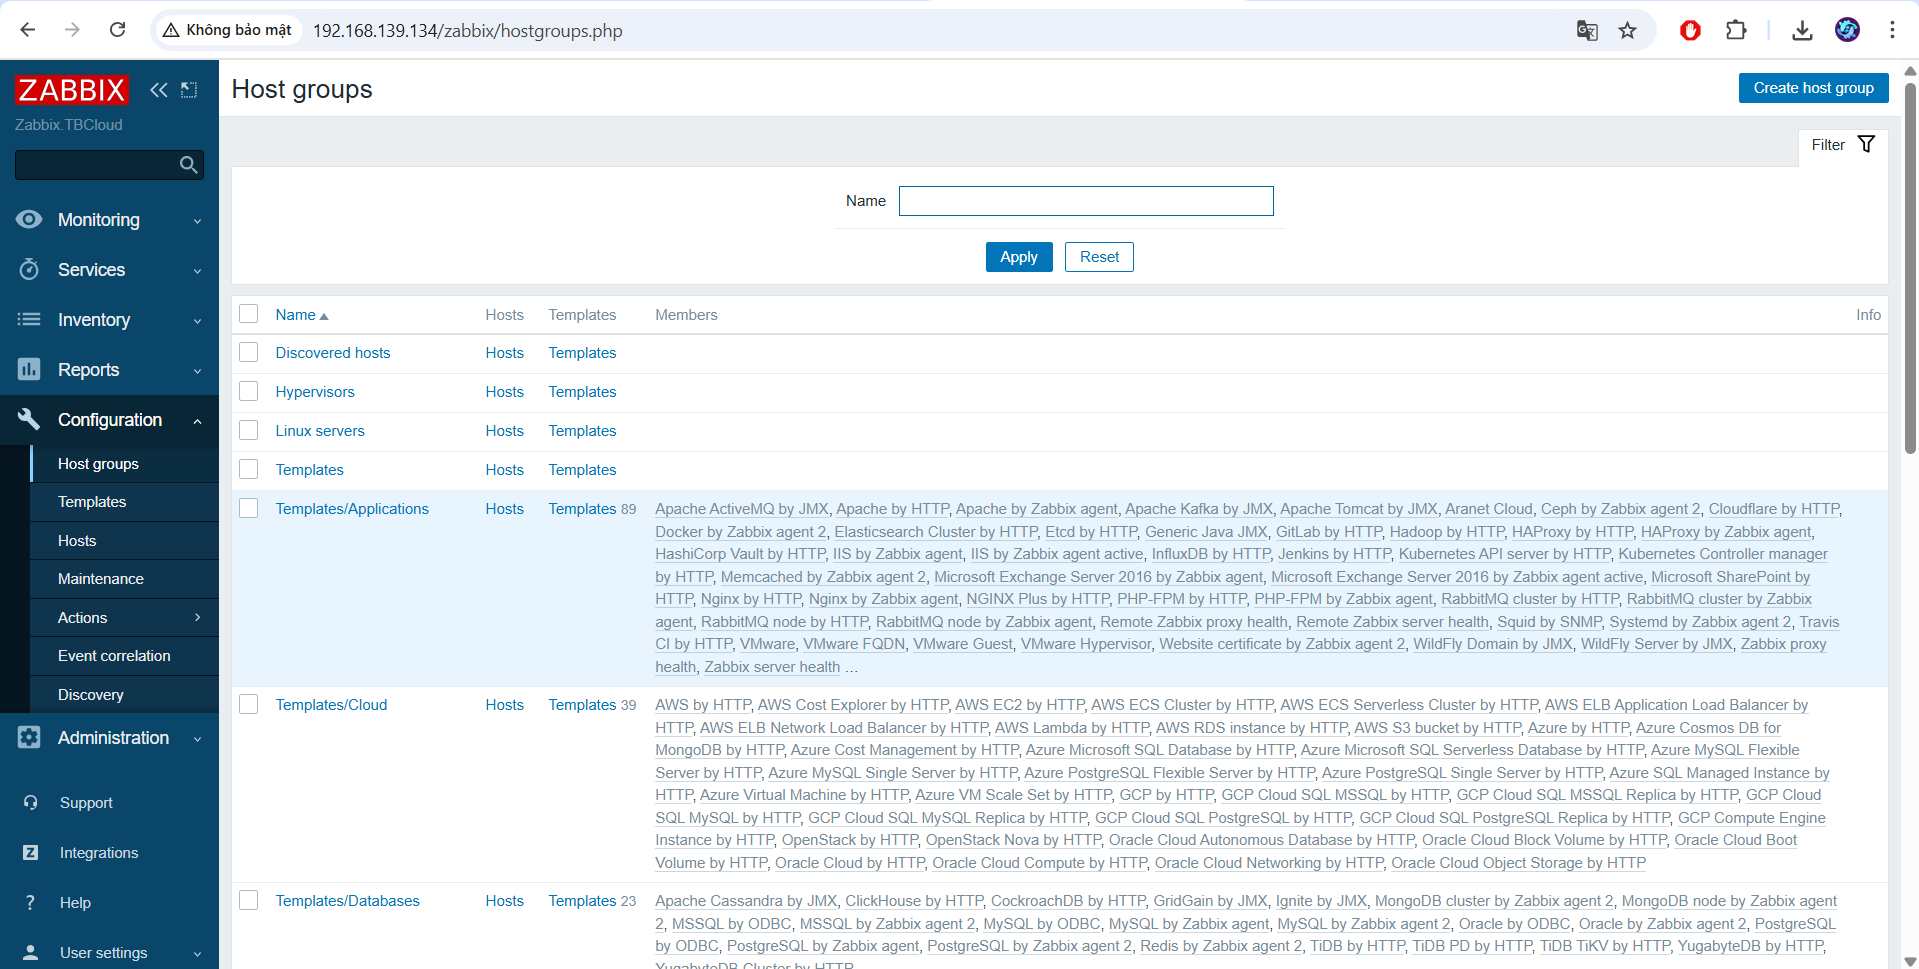 Không bảo mật
192.168.139.134/zabbix/hostgroups.php
ZABBIX
Zabbix.TBCloud
Monitoring
Services
Inventory
Reports
Configuration
Host groups
Templates
Hosts
Maintenance
Actions
Event correlation
Discovery
Administration
Support
Integrations
Help
User settings
Host groups
Create host group
Filter
Name
Apply
Reset
Name Hosts Templates Members Info
Discovered hosts Hosts Templates
Hypervisors Hosts Templates
Linux servers Hosts Templates
Templates Hosts Templates
Templates/Applications Hosts Templates 89 Apache ActiveMQ by JMX, Apache by HTTP, Apache by Zabbix agent, Apache Kafka by JMX, Apache Tomcat by JMX, Aranet Cloud, Ceph by Zabbix agent 2, Cloudflare by HTTP,
Docker by Zabbix agent 2, Elasticsearch Cluster by HTTP, Etcd by HTTP, Generic Java JMX, GitLab by HTTP, Hadoop by HTTP, HAProxy by HTTP, HAProxy by Zabbix agent,
HashiCorp Vault by HTTP, IIS by Zabbix agent, IIS by Zabbix agent active, InfluxDB by HTTP, Jenkins by HTTP, Kubernetes API server by HTTP, Kubernetes Controller manager
by HTTP, Memcached by Zabbix agent 2, Microsoft Exchange Server 2016 by Zabbix agent, Microsoft Exchange Server 2016 by Zabbix agent active, Microsoft SharePoint by
HTTP, Nginx by HTTP, Nginx by Zabbix agent, NGINX Plus by HTTP, PHP-FPM by HTTP, PHP-FPM by Zabbix agent, RabbitMQ cluster by HTTP, RabbitMQ cluster by Zabbix
agent, RabbitMQ node by HTTP, RabbitMQ node by Zabbix agent, Remote Zabbix proxy health, Remote Zabbix server health, Squid by SNMP, Systemd by Zabbix agent 2, Travis
CI by HTTP, VMware, VMware FQDN, VMware Guest, VMware Hypervisor, Website certificate by Zabbix agent 2, WildFly Domain by JMX, WildFly Server by JMX, Zabbix proxy
health, Zabbix server health …
Templates/Cloud Hosts Templates 39 AWS by HTTP, AWS Cost Explorer by HTTP, AWS EC2 by HTTP, AWS ECS Cluster by HTTP, AWS ECS Serverless Cluster by HTTP, AWS ELB Application Load Balancer by
HTTP, AWS ELB Network Load Balancer by HTTP, AWS Lambda by HTTP, AWS RDS instance by HTTP, AWS S3 bucket by HTTP, Azure by HTTP, Azure Cosmos DB for
MongoDB by HTTP, Azure Cost Management by HTTP, Azure Microsoft SQL Database by HTTP, Azure Microsoft SQL Serverless Database by HTTP, Azure MySQL Flexible
Server by HTTP, Azure MySQL Single Server by HTTP, Azure PostgreSQL Flexible Server by HTTP, Azure PostgreSQL Single Server by HTTP, Azure SQL Managed Instance by
HTTP, Azure Virtual Machine by HTTP, Azure VM Scale Set by HTTP, GCP by HTTP, GCP Cloud SQL MSSQL by HTTP, GCP Cloud SQL MSSQL Replica by HTTP, GCP Cloud
SQL MySQL by HTTP, GCP Cloud SQL MySQL Replica by HTTP, GCP Cloud SQL PostgreSQL by HTTP, GCP Cloud SQL PostgreSQL Replica by HTTP, GCP Compute Engine
Instance by HTTP, OpenStack by HTTP, OpenStack Nova by HTTP, Oracle Cloud Autonomous Database by HTTP, Oracle Cloud Block Volume by HTTP, Oracle Cloud Boot
Volume by HTTP, Oracle Cloud by HTTP, Oracle Cloud Compute by HTTP, Oracle Cloud Networking by HTTP, Oracle Cloud Object Storage by HTTP
Templates/Databases Hosts Templates 23 Apache Cassandra by JMX, ClickHouse by HTTP, CockroachDB by HTTP, GridGain by JMX, Ignite by JMX, MongoDB cluster by Zabbix agent 2, MongoDB node by Zabbix agent
2, MSSQL by ODBC, MSSQL by Zabbix agent 2, MySQL by ODBC, MySQL by Zabbix agent, MySQL by Zabbix agent 2, Oracle by ODBC, Oracle by Zabbix agent 2, PostgreSQL
by ODBC, PostgreSQL by Zabbix agent, PostgreSQL by Zabbix agent 2, Redis by Zabbix agent 2, TiDB by HTTP, TiDB PD by HTTP, TiDB TiKV by HTTP, YugabyteDB by HTTP,
YugabyteDB Cluster by HTTP